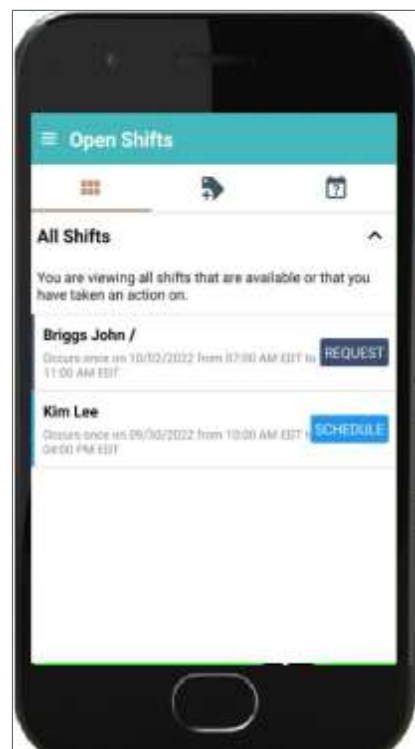 Open Shifts
?
All Shifts
You are viewing all shifts that are available or that you
have taken an action on.
Briggs John /
Occurs once on 10/02/2022 from 07:00 AM EDT to
REQUEST
11:00 AM EDT
Kim Lee
Occurs once on 09/30/2022 from 10:00 AM EDT
SCHEDULE
04:00 PM EDT